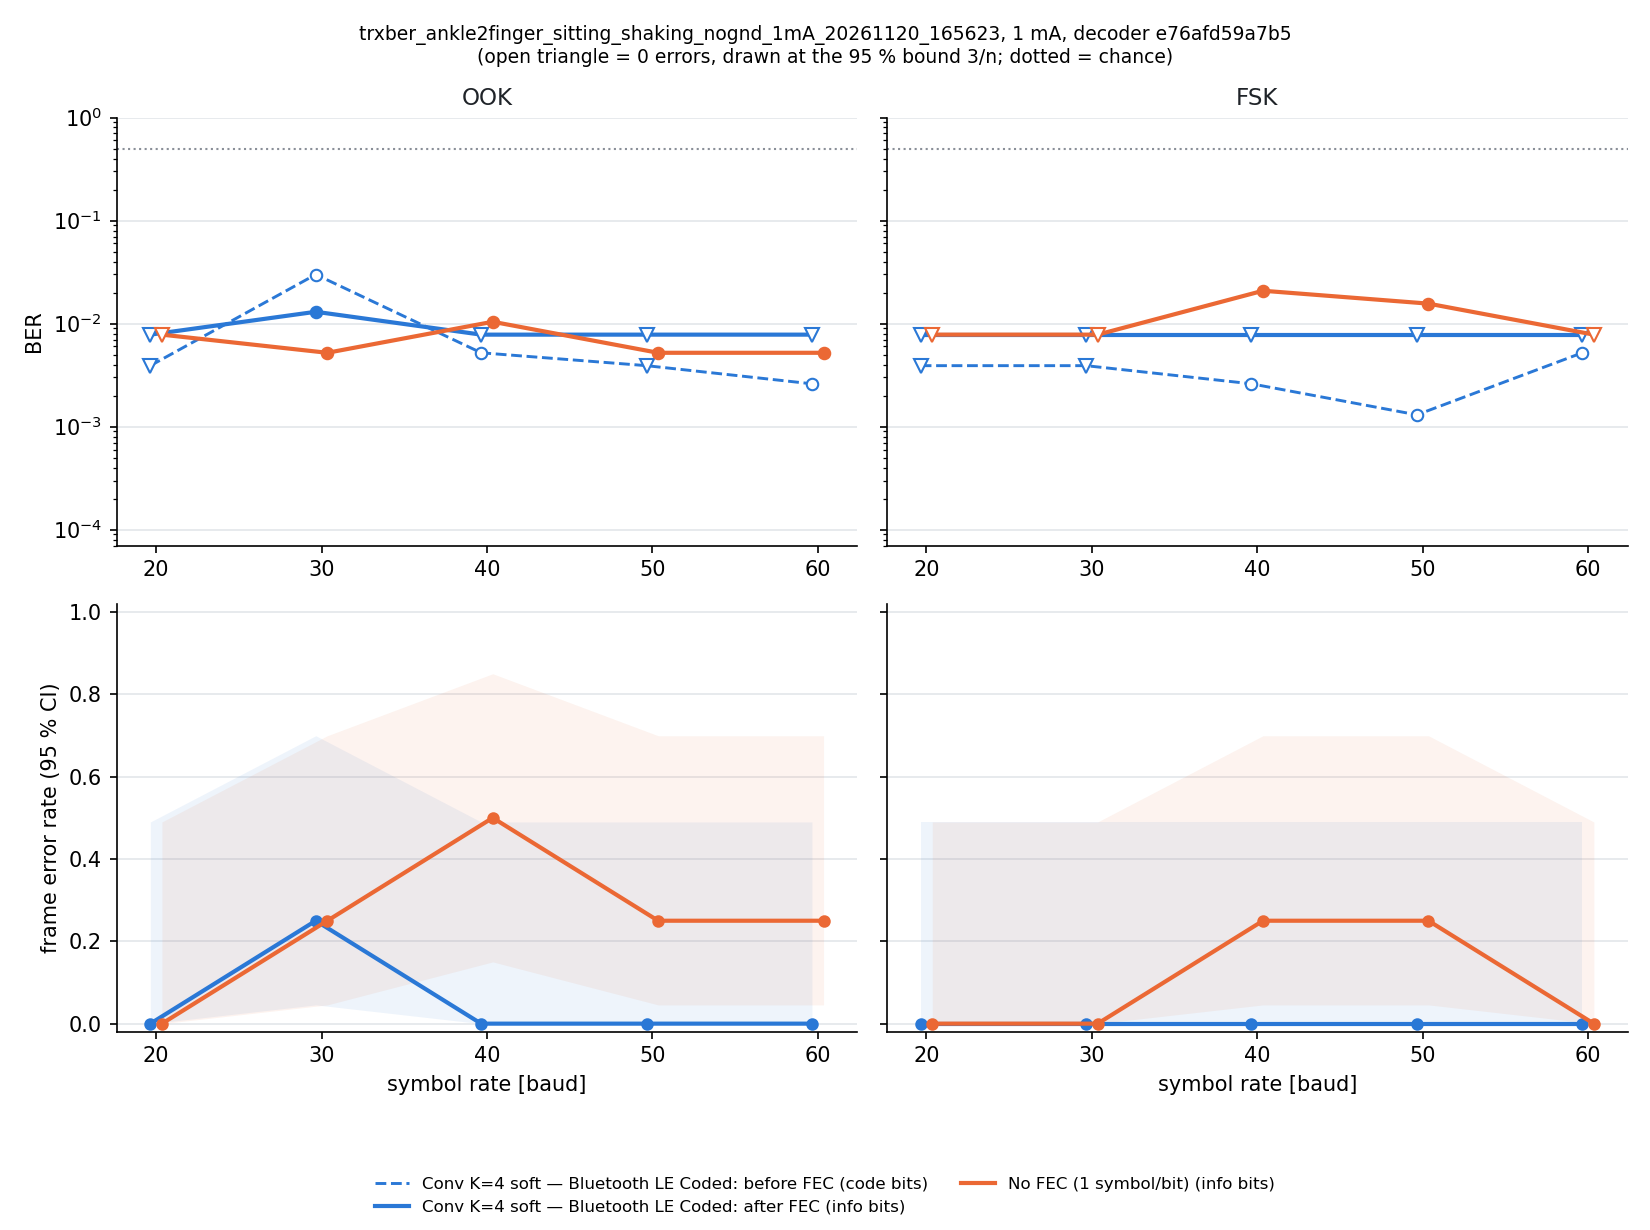 trxber_ankle2finger_sitting_shaking_nognd_1mA_20261120_165623, 1 mA, decoder e76afd59a7b5
(open triangle = 0 errors, drawn at the 95 % bound 3/n; dotted = chance)
OOK
FSK
10⁰
10⁻¹
10⁻²
10⁻³
10⁻⁴
BER
20 30 40 50 60
20 30 40 50 60
1.0
0.8
0.6
0.4
0.2
0.0
frame error rate (95 % CI)
20 30 40 50 60
20 30 40 50 60
symbol rate [baud]
symbol rate [baud]
Conv K=4 soft — Bluetooth LE Coded: before FEC (code bits)
Conv K=4 soft — Bluetooth LE Coded: after FEC (info bits)
No FEC (1 symbol/bit) (info bits)